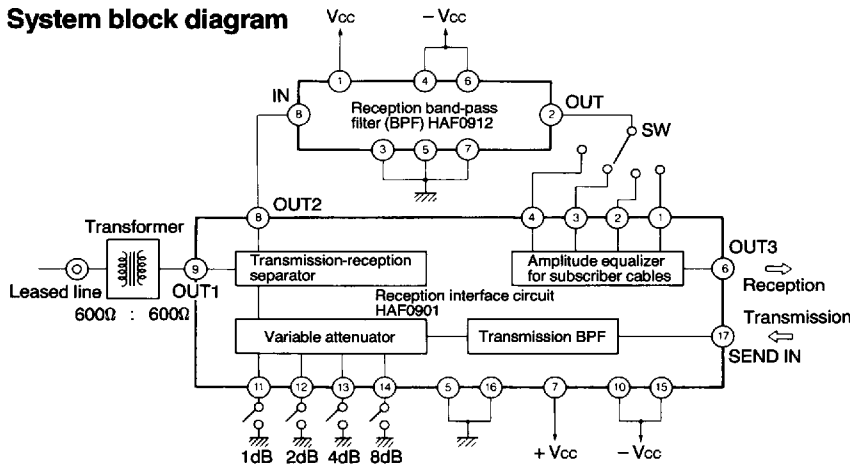 System block diagram
Vcc
− Vcc
1
4
6
IN
8
Reception band-pass
filter (BPF) HAF0912
2
OUT
SW
3
5
7
8
OUT2
4
3
2
1
Transformer
OUT3
9
Transmission-reception
separator
Amplitude equalizer
for subscriber cables
6
Leased line
OUT1
Reception
600Ω : 600Ω
Reception interface circuit
HAF0901
Transmission
Variable attenuator
Transmission BPF
17
SEND IN
11
12
13
14
5
16
7
10
15
1dB
2dB
4dB
8dB
+ Vcc
− Vcc